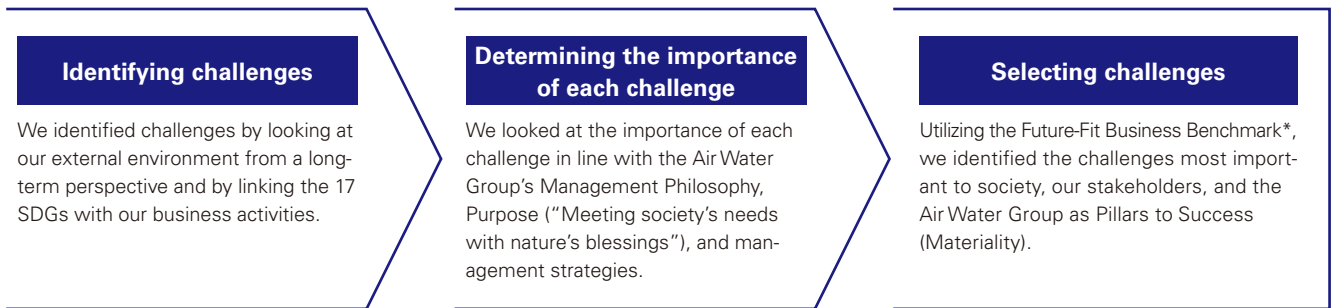 Identifying challenges
We identified challenges by looking at
our external environment from a long-
term perspective and by linking the 17
SDGs with our business activities.
Determining the importance
of each challenge
We looked at the importance of each
challenge in line with the Air Water
Group’s Management Philosophy,
Purpose (“Meeting society’s needs
with nature’s blessings”), and man-
agement strategies.
Selecting challenges
Utilizing the Future-Fit Business Benchmark*,
we identified the challenges most import-
ant to society, our stakeholders, and the
Air Water Group as Pillars to Success
(Materiality).